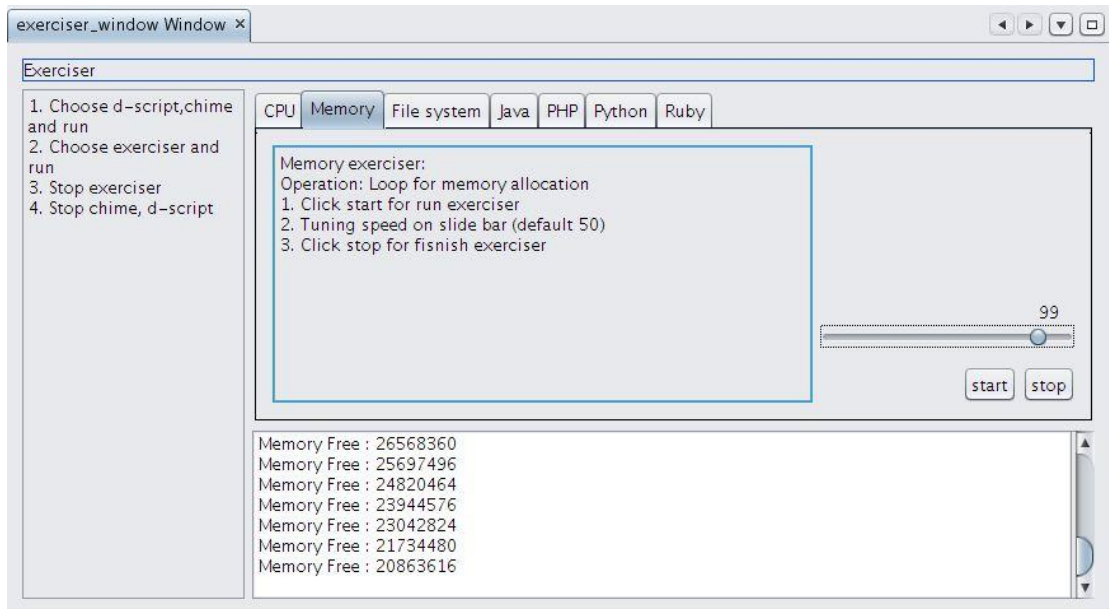 exerciser_window Window ×
Exerciser
1. Choose d-script,chime
and run
2. Choose exerciser and
run
3. Stop exerciser
4. Stop chime, d-script
CPU Memory File system Java PHP Python Ruby
Memory exerciser:
Operation: Loop for memory allocation
1. Click start for run exerciser
2. Tuning speed on slide bar (default 50)
3. Click stop for fisnish exerciser
99
start stop
Memory Free : 26568360
Memory Free : 25697496
Memory Free : 24820464
Memory Free : 23944576
Memory Free : 23042824
Memory Free : 21734480
Memory Free : 20863616